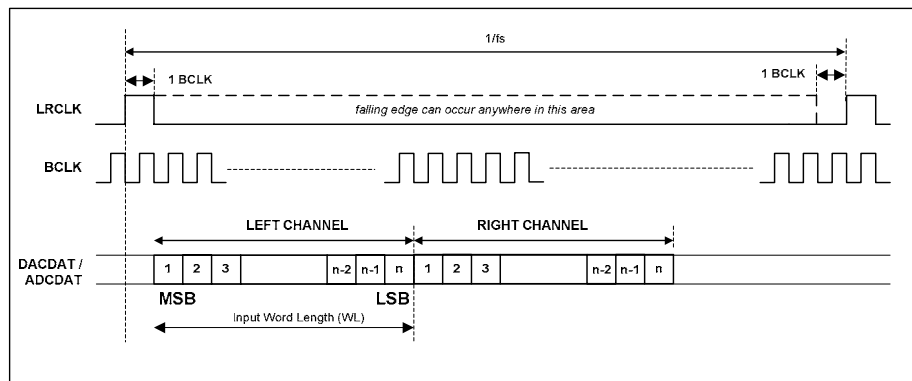 1/fs
1 BCLK
1 BCLK
LRCLK
falling edge can occur anywhere in this area
BCLK
LEFT CHANNEL
RIGHT CHANNEL
DACDAT /
ADCDAT
1 2 3 n-2 n-1 n 1 2 3 n-2 n-1 n
MSB
LSB
Input Word Length (WL)